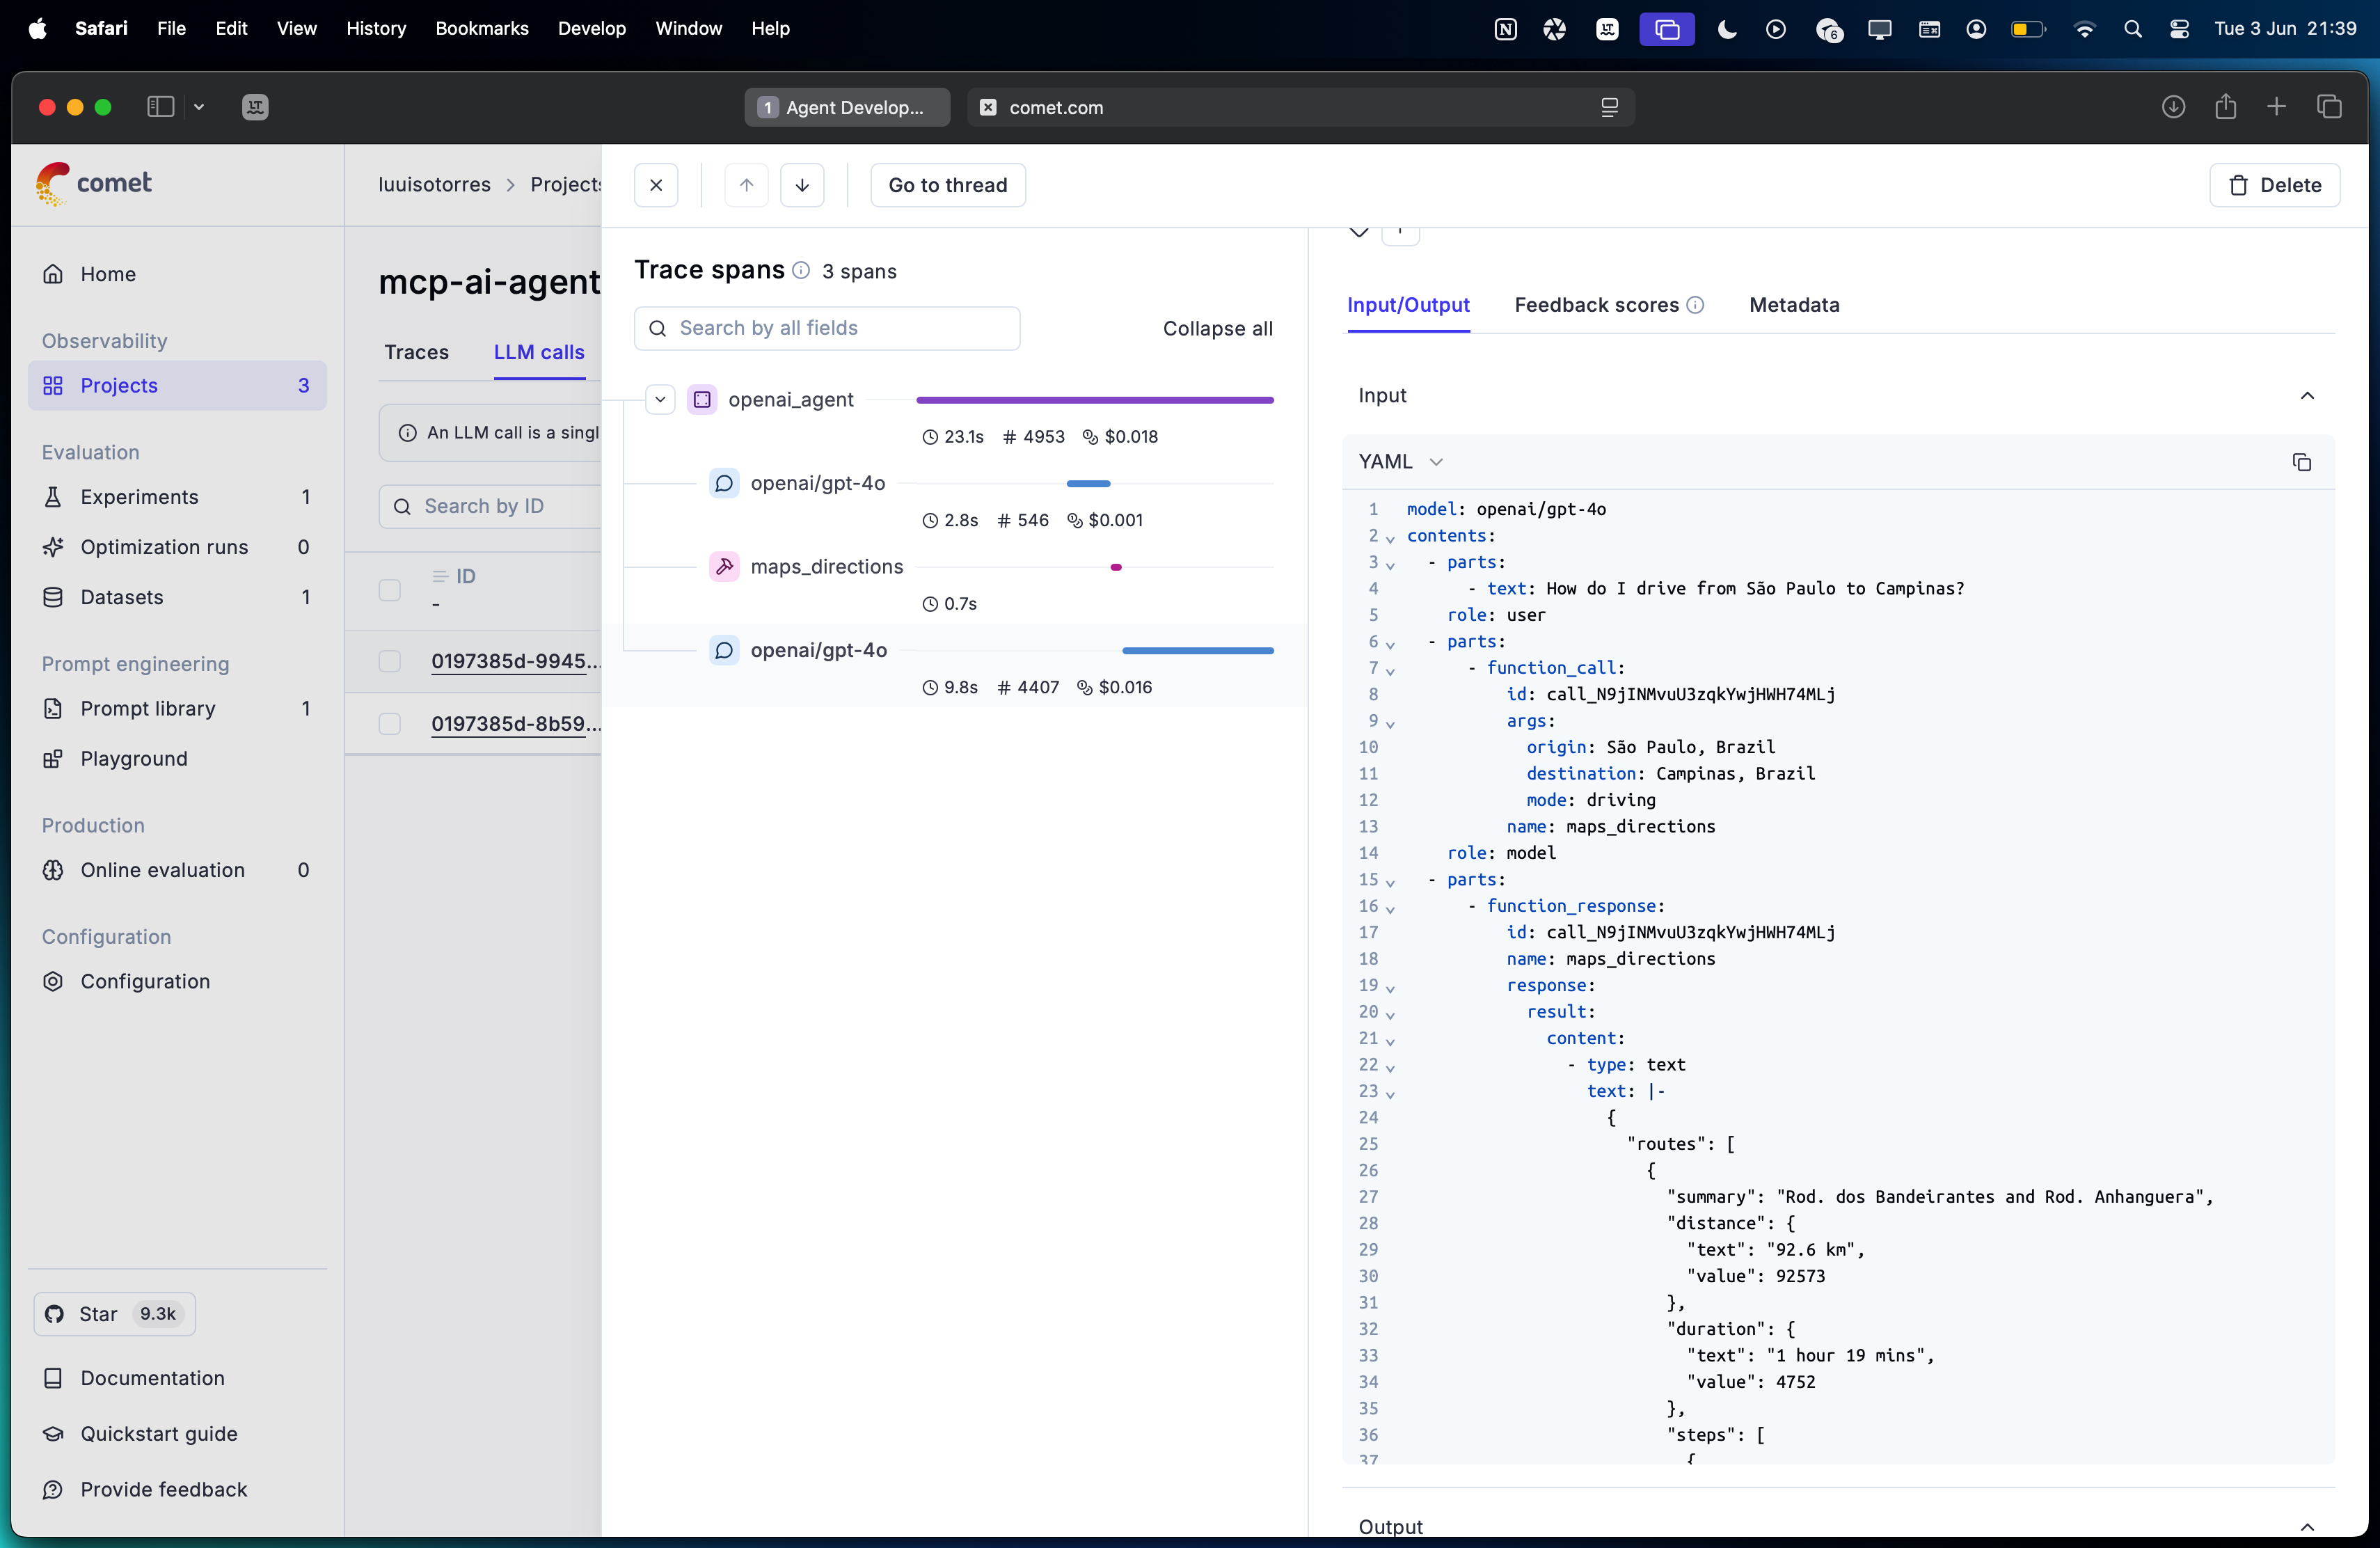 Safari File Edit View History Bookmarks Develop Window Help 6 Tue 3 Jun 21:39
1 Agent Develop... comet.com
comet
luuisotorres > Projects
Go to thread
Delete
Home
Observability
Projects 3
Evaluation
Experiments 1
Optimization runs 0
Datasets 1
Prompt engineering
Prompt library 1
Playground
Production
Online evaluation 0
Configuration
Configuration
Star 9.3k
Documentation
Quickstart guide
Provide feedback
mcp-ai-agent
Traces LLM calls
An LLM call is a singl
Search by ID
ID
-
0197385d-9945...
0197385d-8b59...
Trace spans 3 spans
Search by all fields
Collapse all
openai_agent
23.1s # 4953 $0.018
openai/gpt-4o
2.8s # 546 $0.001
maps_directions
0.7s
openai/gpt-4o
9.8s # 4407 $0.016
Input/Output Feedback scores Metadata
Input
YAML
1 model: openai/gpt-4o
2 contents:
3 - parts:
4 - text: How do I drive from São Paulo to Campinas?
5 role: user
6 - parts:
7 - function_call:
8 id: call_N9jINMvuU3zqkYwjHWH74MLj
9 args:
10 origin: São Paulo, Brazil
11 destination: Campinas, Brazil
12 mode: driving
13 name: maps_directions
14 role: model
15 - parts:
16 - function_response:
17 id: call_N9jINMvuU3zqkYwjHWH74MLj
18 name: maps_directions
19 response:
20 result:
21 content:
22 - type: text
23 text: |-
24 {
25 "routes": [
26 {
27 "summary": "Rod. dos Bandeirantes and Rod. Anhanguera",
28 "distance": {
29 "text": "92.6 km",
30 "value": 92573
31 },
32 "duration": {
33 "text": "1 hour 19 mins",
34 "value": 4752
35 },
36 "steps": [
37 {
Output